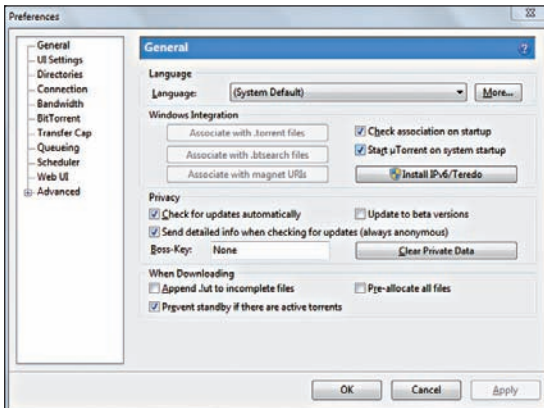 Preferences
General
UI Settings
Directories
Connection
Bandwidth
BitTorrent
Transfer Cap
Queueing
Scheduler
Web UI
Advanced
General
Language
Language: (System Default) More...
Windows Integration
Associate with .torrent files Check association on startup
Associate with .btsearch files Start µTorrent on system startup
Associate with magnet URIs Install IPv6/Teredo
Privacy
Check for updates automatically Update to beta versions
Send detailed info when checking for updates (always anonymous)
Boss-Key: None Clear Private Data
When Downloading
Append .!ut to incomplete files Pre-allocate all files
Prevent standby if there are active torrents
OK Cancel Apply